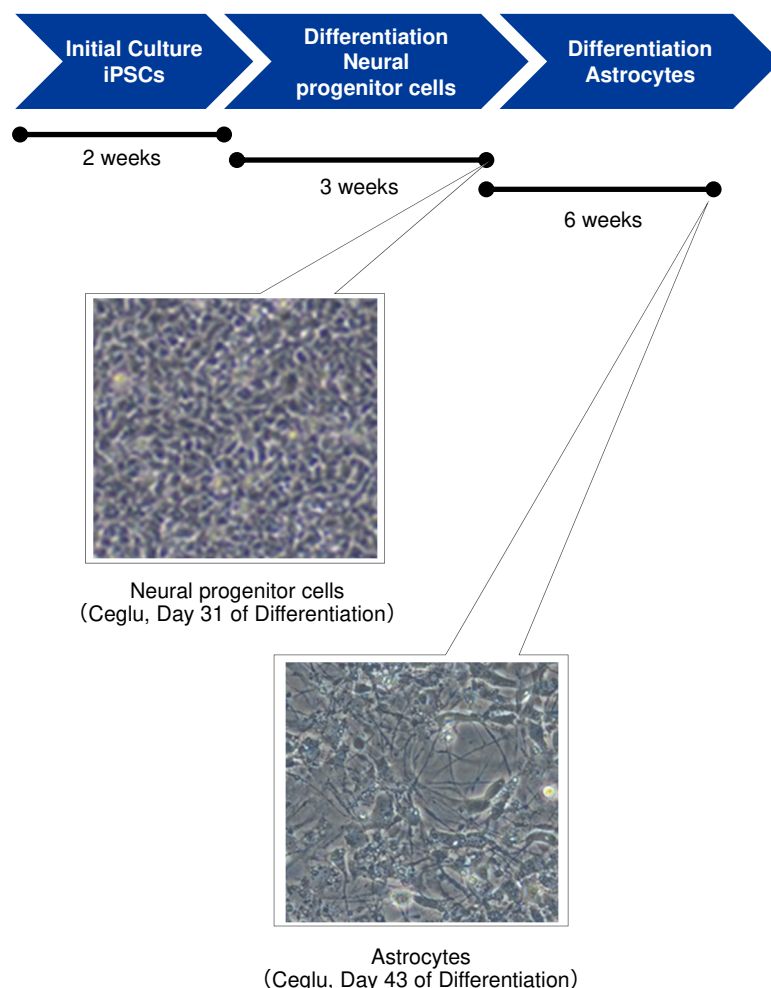 Initial Culture
iPSCs
Differentiation
Neural
progenitor cells
Differentiation
Astrocytes
2 weeks
3 weeks
6 weeks
Neural progenitor cells
（Ceglu, Day 31 of Differentiation）
Astrocytes
（Ceglu, Day 43 of Differentiation）